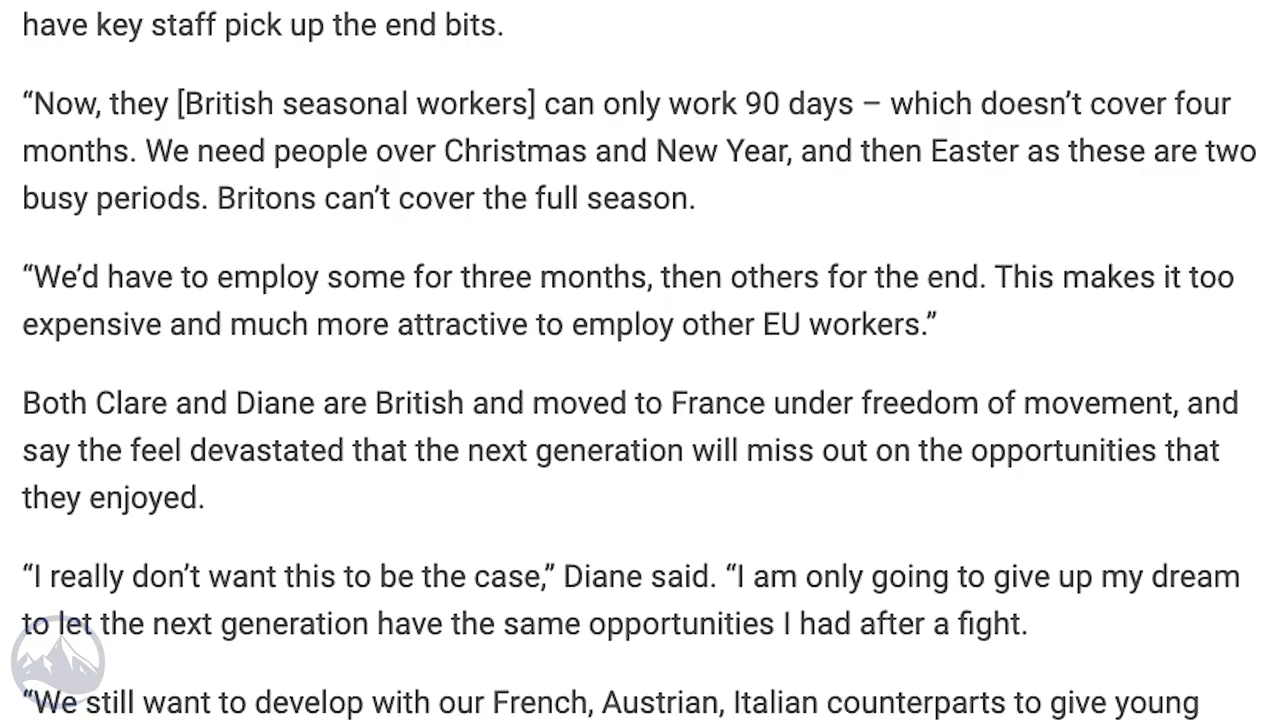 have key staff pick up the end bits.
“Now, they [British seasonal workers] can only work 90 days – which doesn’t cover four
months. We need people over Christmas and New Year, and then Easter as these are two
busy periods. Britons can’t cover the full season.
“We’d have to employ some for three months, then others for the end. This makes it too
expensive and much more attractive to employ other EU workers.”
Both Clare and Diane are British and moved to France under freedom of movement, and
say the feel devastated that the next generation will miss out on the opportunities that
they enjoyed.
“I really don’t want this to be the case,” Diane said. “I am only going to give up my dream
to let the next generation have the same opportunities I had after a fight.
“We still want to develop with our French, Austrian, Italian counterparts to give young